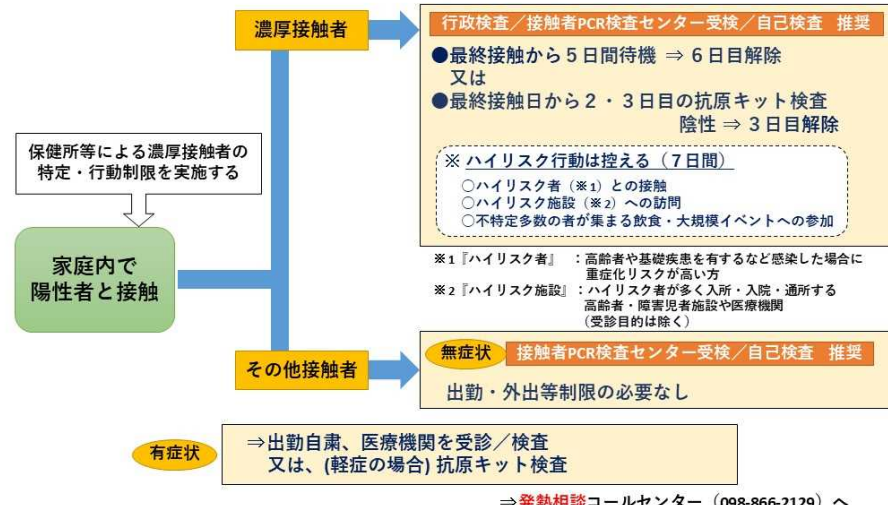 保健所等による濃厚接触者の
特定・行動制限を実施する
家庭内で
陽性者と接触
濃厚接触者
行政検査／接触者PCR検査センター受検／自己検査 推奨
●最終接触から５日間待機 ⇒ ６日目解除
又は
●最終接触日から２・３日目の抗原キット検査
陰性 ⇒ ３日目解除
※ ハイリスク行動は控える（７日間）
○ハイリスク者（※1）との接触
○ハイリスク施設（※2）への訪問
○不特定多数の者が集まる飲食・大規模イベントへの参加
※1『ハイリスク者』 ：高齢者や基礎疾患を有するなど感染した場合に
重症化リスクが高い方
※2『ハイリスク施設』：ハイリスク者が多く入所・入院・通所する
高齢者・障害児者施設や医療機関
（受診目的は除く）
その他接触者
無症状 接触者PCR検査センター受検／自己検査 推奨
出勤・外出等制限の必要なし
有症状
⇒出勤自粛、医療機関を受診／検査
又は、(軽症の場合) 抗原キット検査
⇒発熱相談コールセンター（098-866-2129）へ